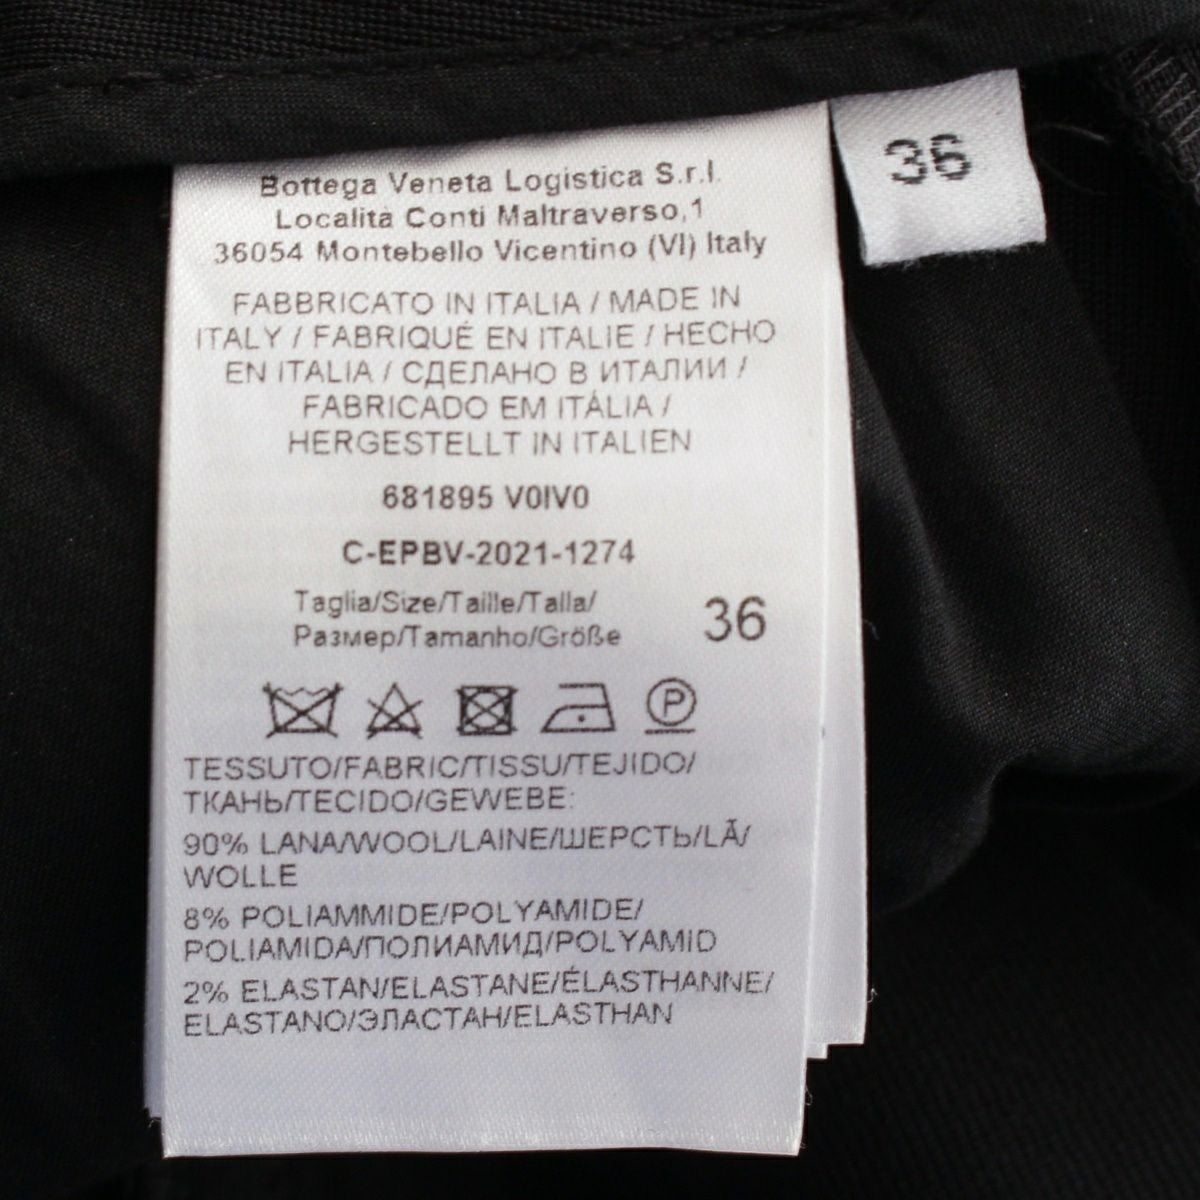 Bottega Veneta Logistica S.r.l.
Località Conti Maltraverso,1
36054 Montebello Vicentino (VI) Italy
FABBRICATO IN ITALIA / MADE IN
ITALY / FABRIQUÉ EN ITALIE / HECHO
EN ITALIA / СДЕЛАНО В ИТАЛИИ /
FABRICADO EM ITÁLIA /
HERGESTELLT IN ITALIEN
681895 V0IV0
C-EPBV-2021-1274
Taglia/Size/Taille/Talla/
Размер/Tamanho/Größe
36
P
TESSUTO/FABRIC/TISSU/TEJIDO/
ТКАНЬ/TECIDO/GEWEBE:
90% LANA/WOOL/LAINE/ШЕРСТЬ/LÃ/
WOLLE
8% POLIAMMIDE/POLYAMIDE/
POLIAMIDA/ПОЛИАМИД/POLYAMID
2% ELASTAN/ELASTANE/ÉLASTHANNE/
ELASTANO/ЭЛАСТАН/ELASTHAN
36